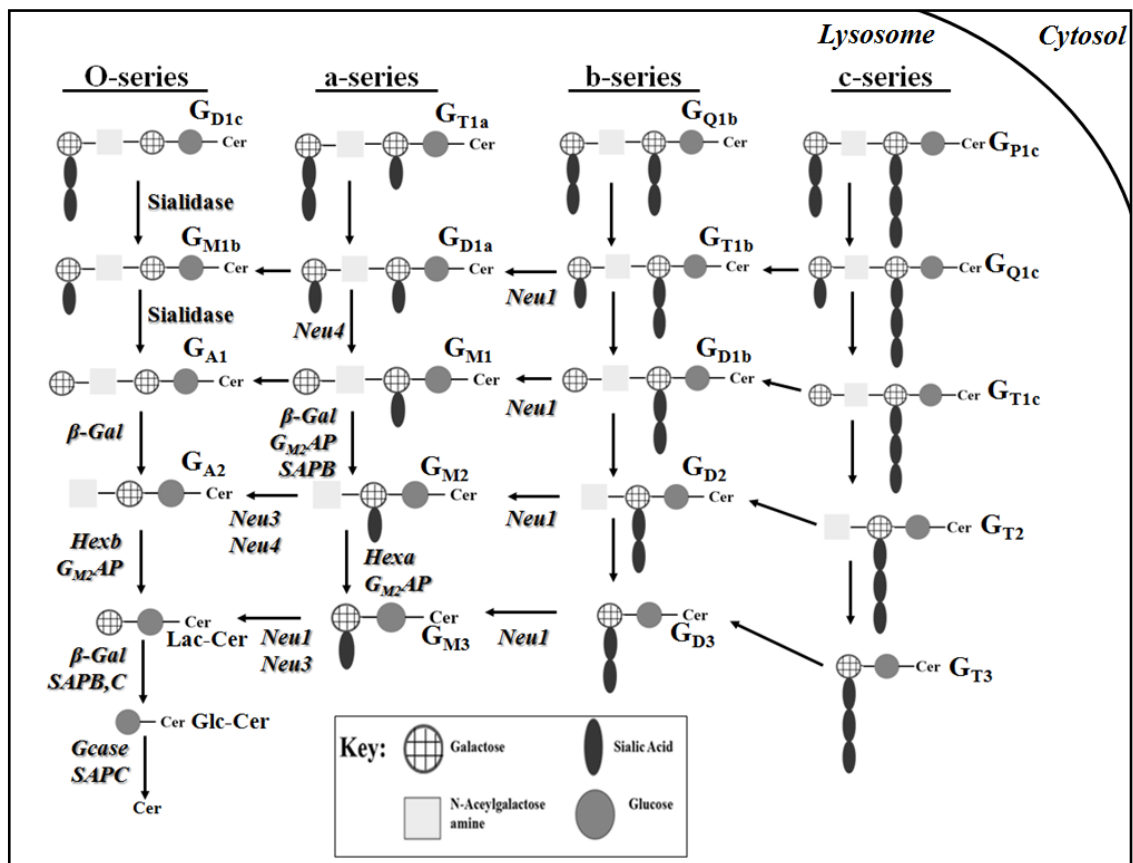 Lysosome
Cytosol
O-series
a-series
b-series
c-series
GD1c
GT1a
GQ1b
Cer
Cer
Cer
Cer GP1c
Sialidase
GM1b
GD1a
GT1b
Cer
Cer
Cer
Cer GQ1c
Neu1
Sialidase
Neu4
GA1
GM1
GD1b
Cer
Cer
Cer
Cer GT1c
Neu1
β-Gal
β-Gal
GM2AP
SAPB
GA2
GM2
GD2
Cer
Cer
Cer
Neu3
Neu4
Neu1
Cer GT2
Hexb
GM2AP
Hexa
GM2AP
Cer
Lac-Cer
Cer
GM3
Cer
GD3
Neu1
Neu3
Neu1
β-Gal
SAPB,C
Cer GT3
Cer Glc-Cer
Gcase
SAPC
Cer
Key:
Galactose
Sialic Acid
N-Aceylgalactose
amine
Glucose